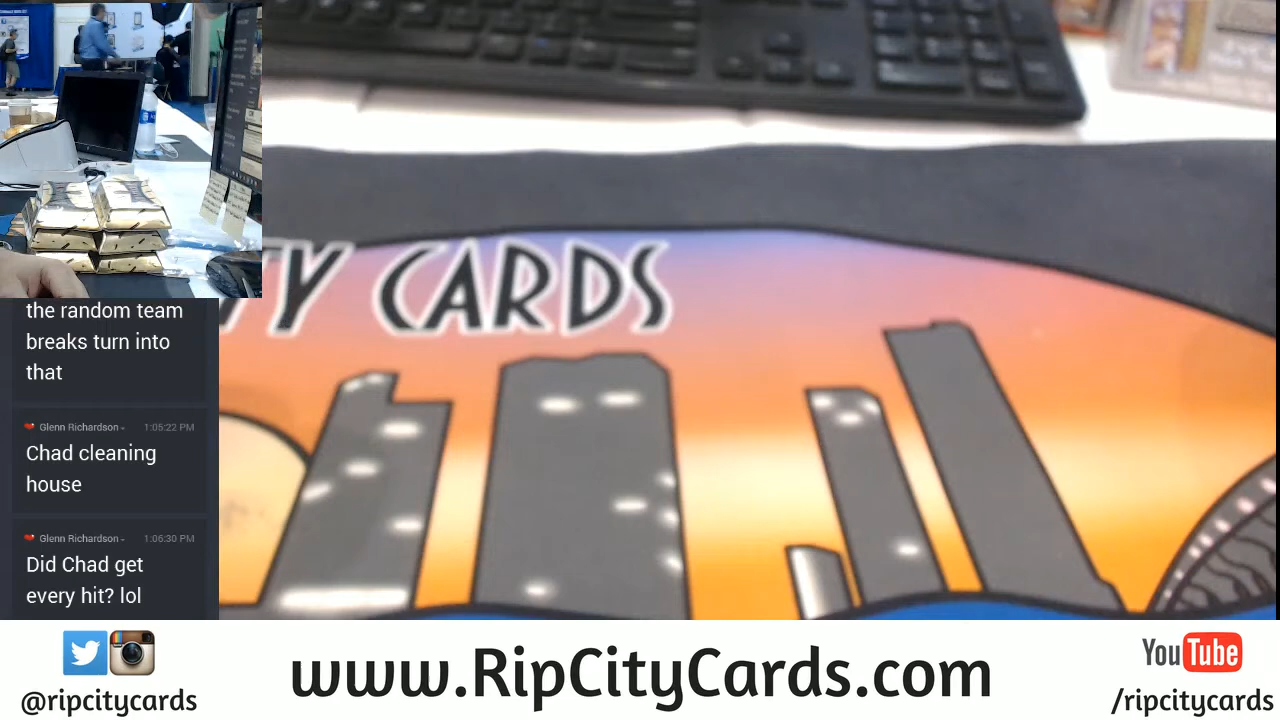 TY CARDS
the random team
breaks turn into
that
Glenn Richardson - 1:05:22 PM
Chad cleaning
house
Glenn Richardson - 1:06:30 PM
Did Chad get
every hit? lol
www.RipCityCards.com
@ripcitycards
YouTube
/ripcitycards